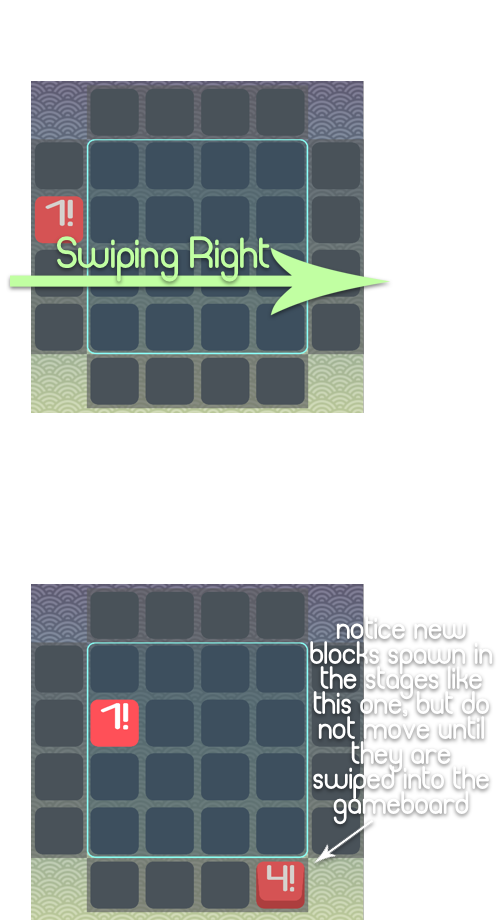 7!
Swiping Right
notice new
blocks spawn in
the stages like
this one, but do
not move until
they are
swiped into the
gameboard
7!
4!